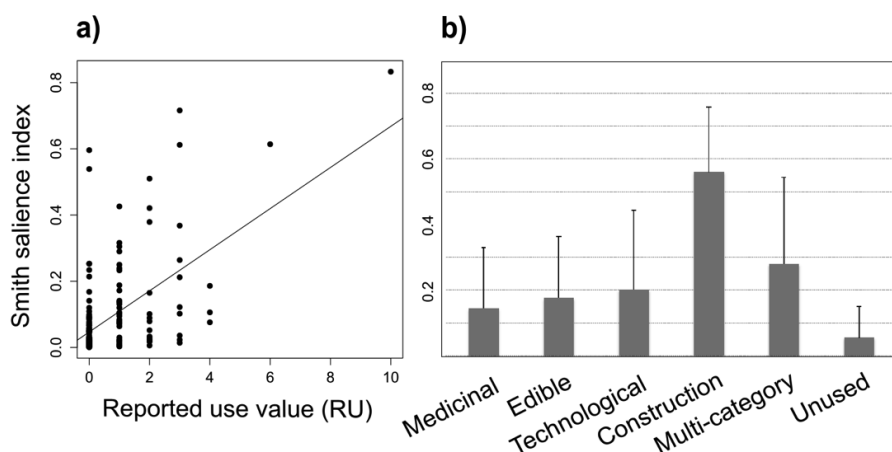 a)
Smith salience index
0.8
0.6
0.4
0.2
0.0
0 2 4 6 8 10
Reported use value (RU)
b)
0.8
0.6
0.4
0.2
Medicinal
Edible
Technological
Construction
Multi-category
Unused